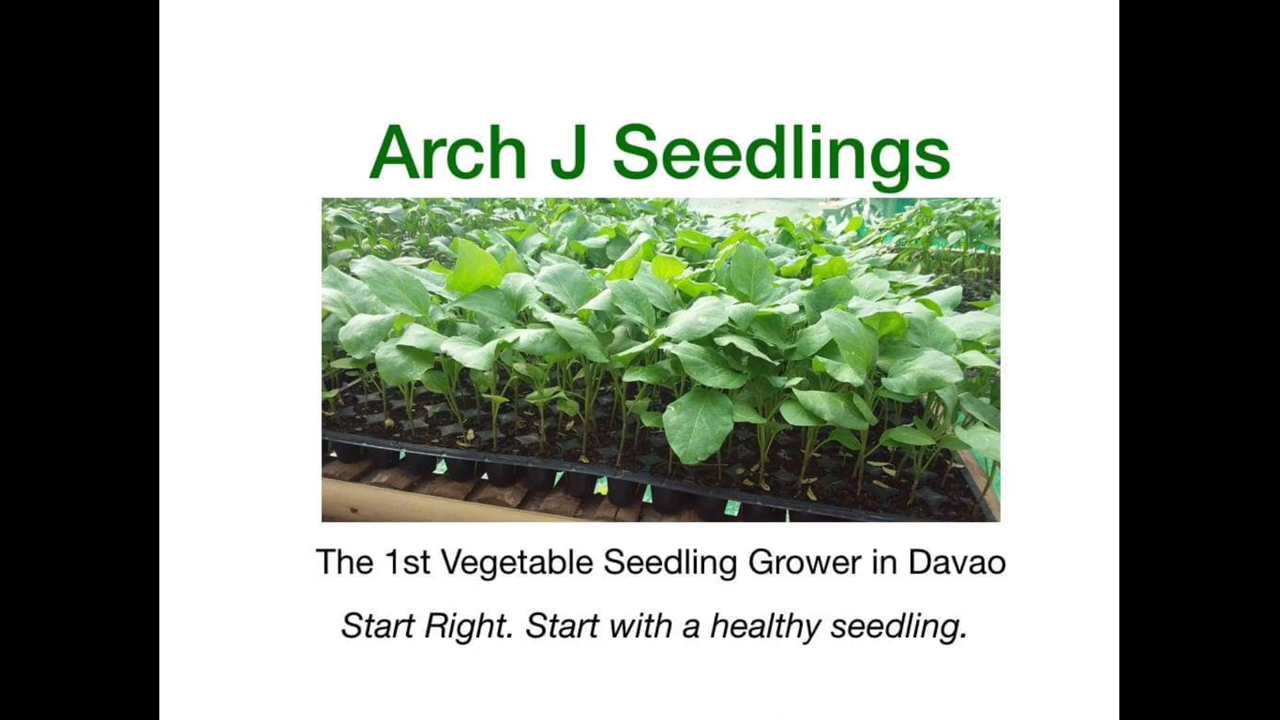 Arch J Seedlings
The 1st Vegetable Seedling Grower in Davao
Start Right. Start with a healthy seedling.